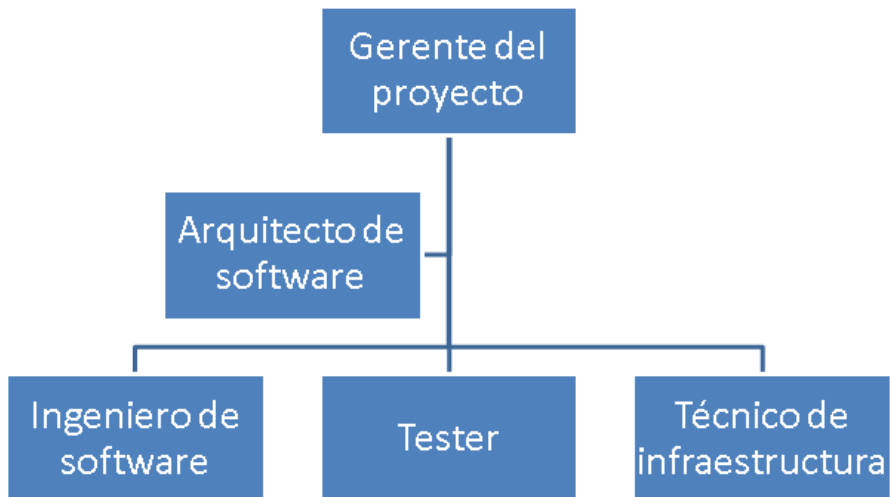 Gerente del
proyecto
Arquitecto de
software
Ingeniero de
software
Tester
Técnico de
infraestructura